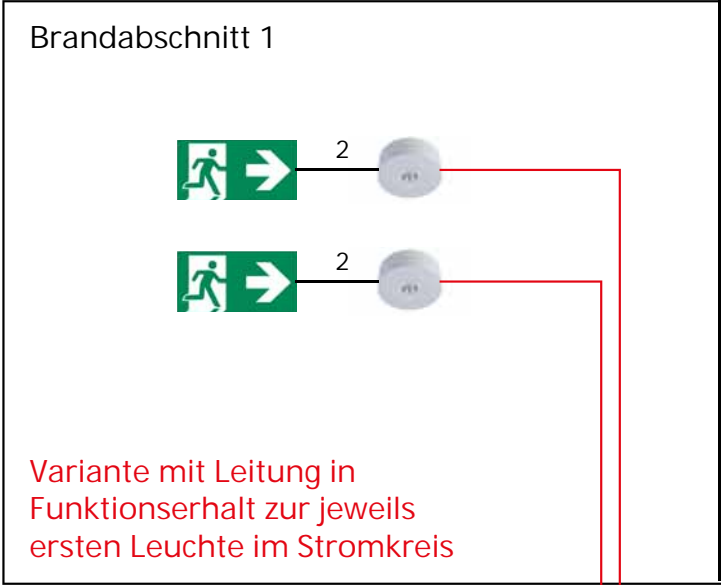 Brandabschnitt 1
2
2
Variante mit Leitung in
Funktionserhalt zur jeweils
ersten Leuchte im Stromkreis